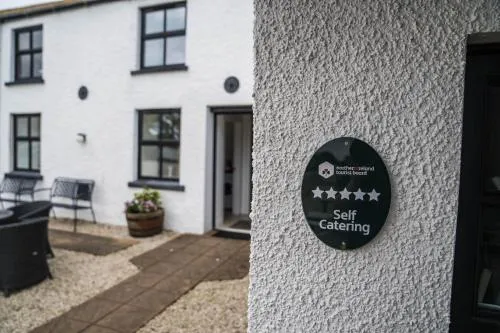 northern ireland
tourist board
Self
Catering